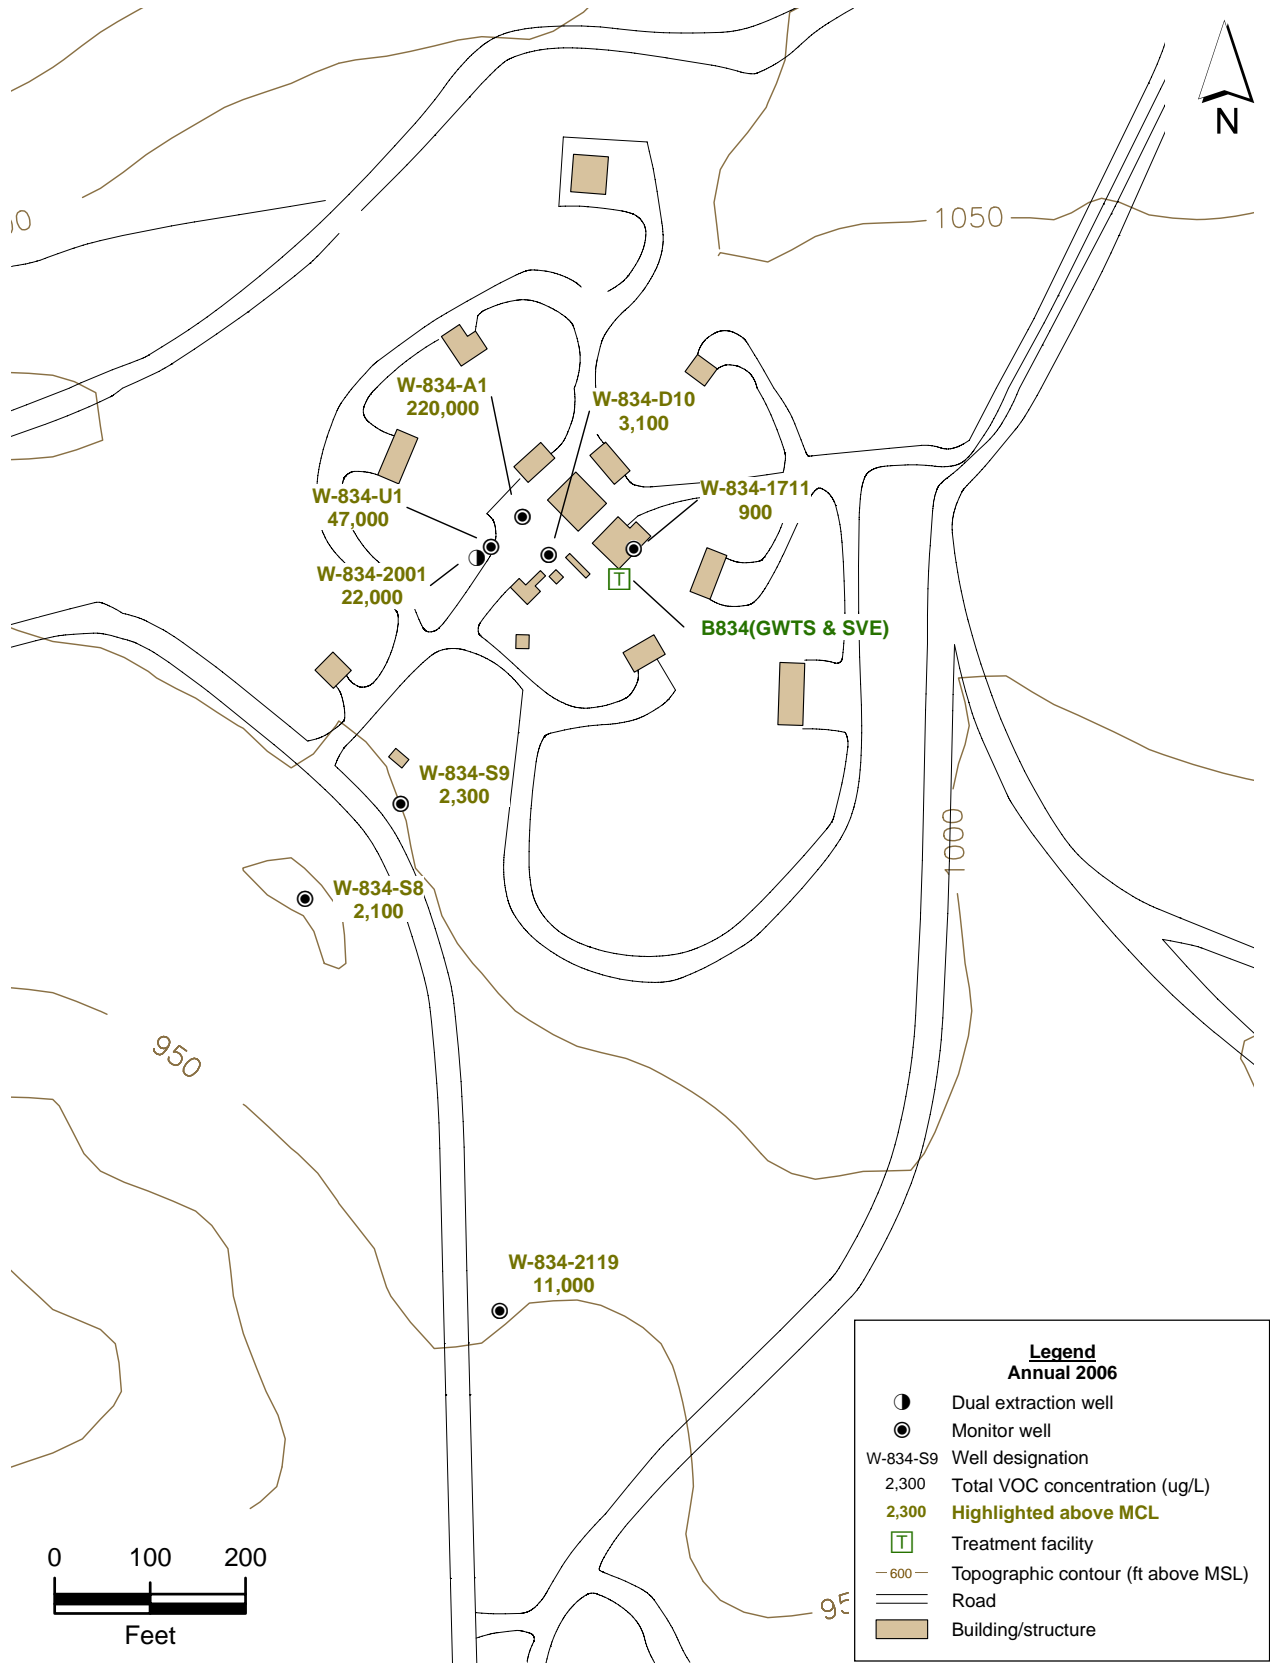 N
1050
W-834-A1
220,000
W-834-D10
3,100
W-834-U1
47,000
W-834-1711
900
W-834-2001
22,000
T
B834(GWTS & SVE)
W-834-S9
2,300
1000
W-834-S8
2,100
950
W-834-2119
11,000
Legend
Annual 2006
Dual extraction well
Monitor well
W-834-S9 Well designation
2,300 Total VOC concentration (ug/L)
2,300 Highlighted above MCL
T Treatment facility
600 Topographic contour (ft above MSL)
Road
Building/structure
0 100 200
Feet